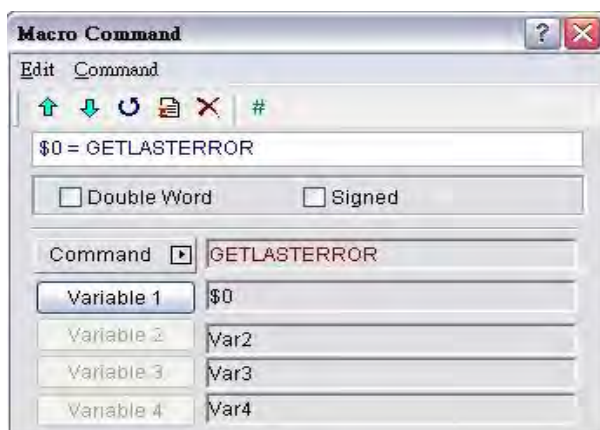 Macro Command
Edit Command
#
$0 = GETLASTERROR
Double Word Signed
Command GETLASTERROR
Variable 1 $0
Variable 2 Var2
Variable 3 Var3
Variable 4 Var4